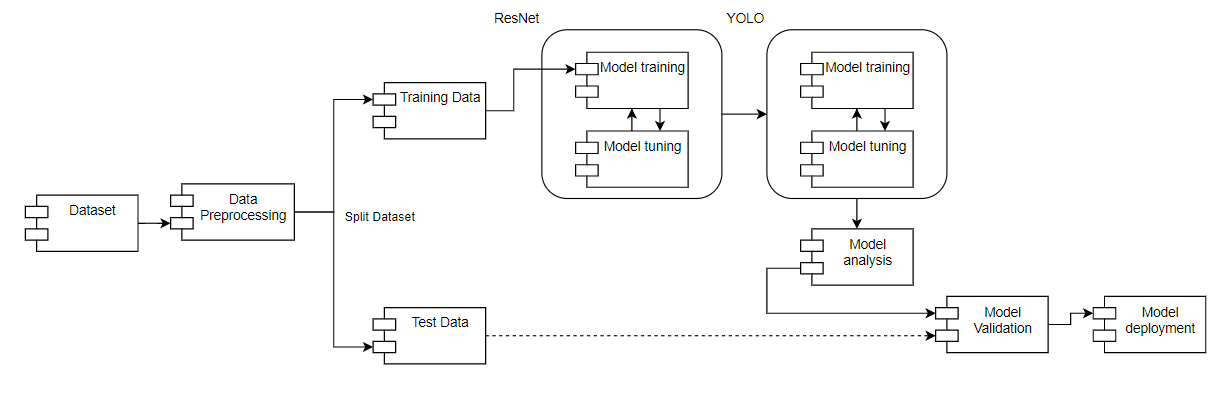 ResNet
YOLO
Model training
Model training
Training Data
Model tuning
Model tuning
Dataset
Data
Preprocessing
Split Dataset
Model
analysis
Test Data
Model
Validation
Model
deployment